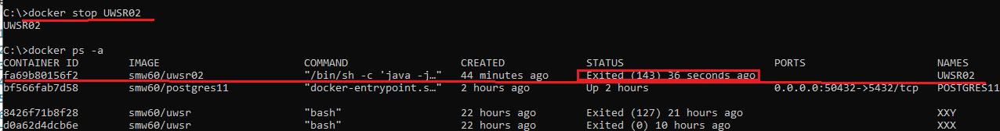 C:\>docker stop UWSR02
UWSR02
C:\>docker ps -a
CONTAINER ID IMAGE COMMAND CREATED STATUS PORTS NAMES
fa69b80156f2 smw60/uwsr02 "/bin/sh -c 'java -j…" 44 minutes ago Exited (143) 36 seconds ago UWSR02
bf566fab7d58 smw60/postgres11 "docker-entrypoint.s…" 2 hours ago Up 2 hours 0.0.0.0:50432->5432/tcp POSTGRES11
8426f71b8f28 smw60/uwsr "bash" 22 hours ago Exited (127) 21 hours ago XXY
d0a62d4dcb6e smw60/uwsr "bash" 22 hours ago Exited (0) 10 hours ago XXX